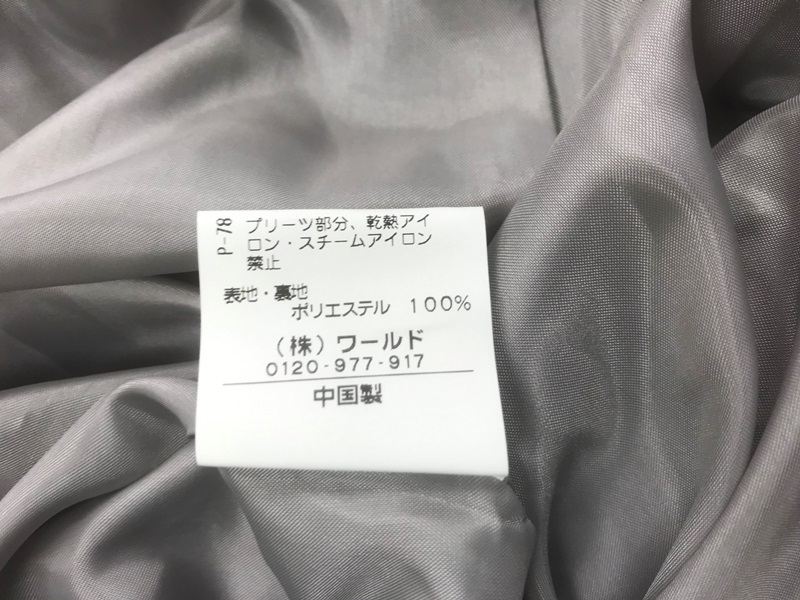 P-78
プリーツ部分、乾熱アイ
ロン・スチームアイロン
禁止
表地・裏地
ポリエステル 100%
(株)ワールド
0120-977-917
中国製